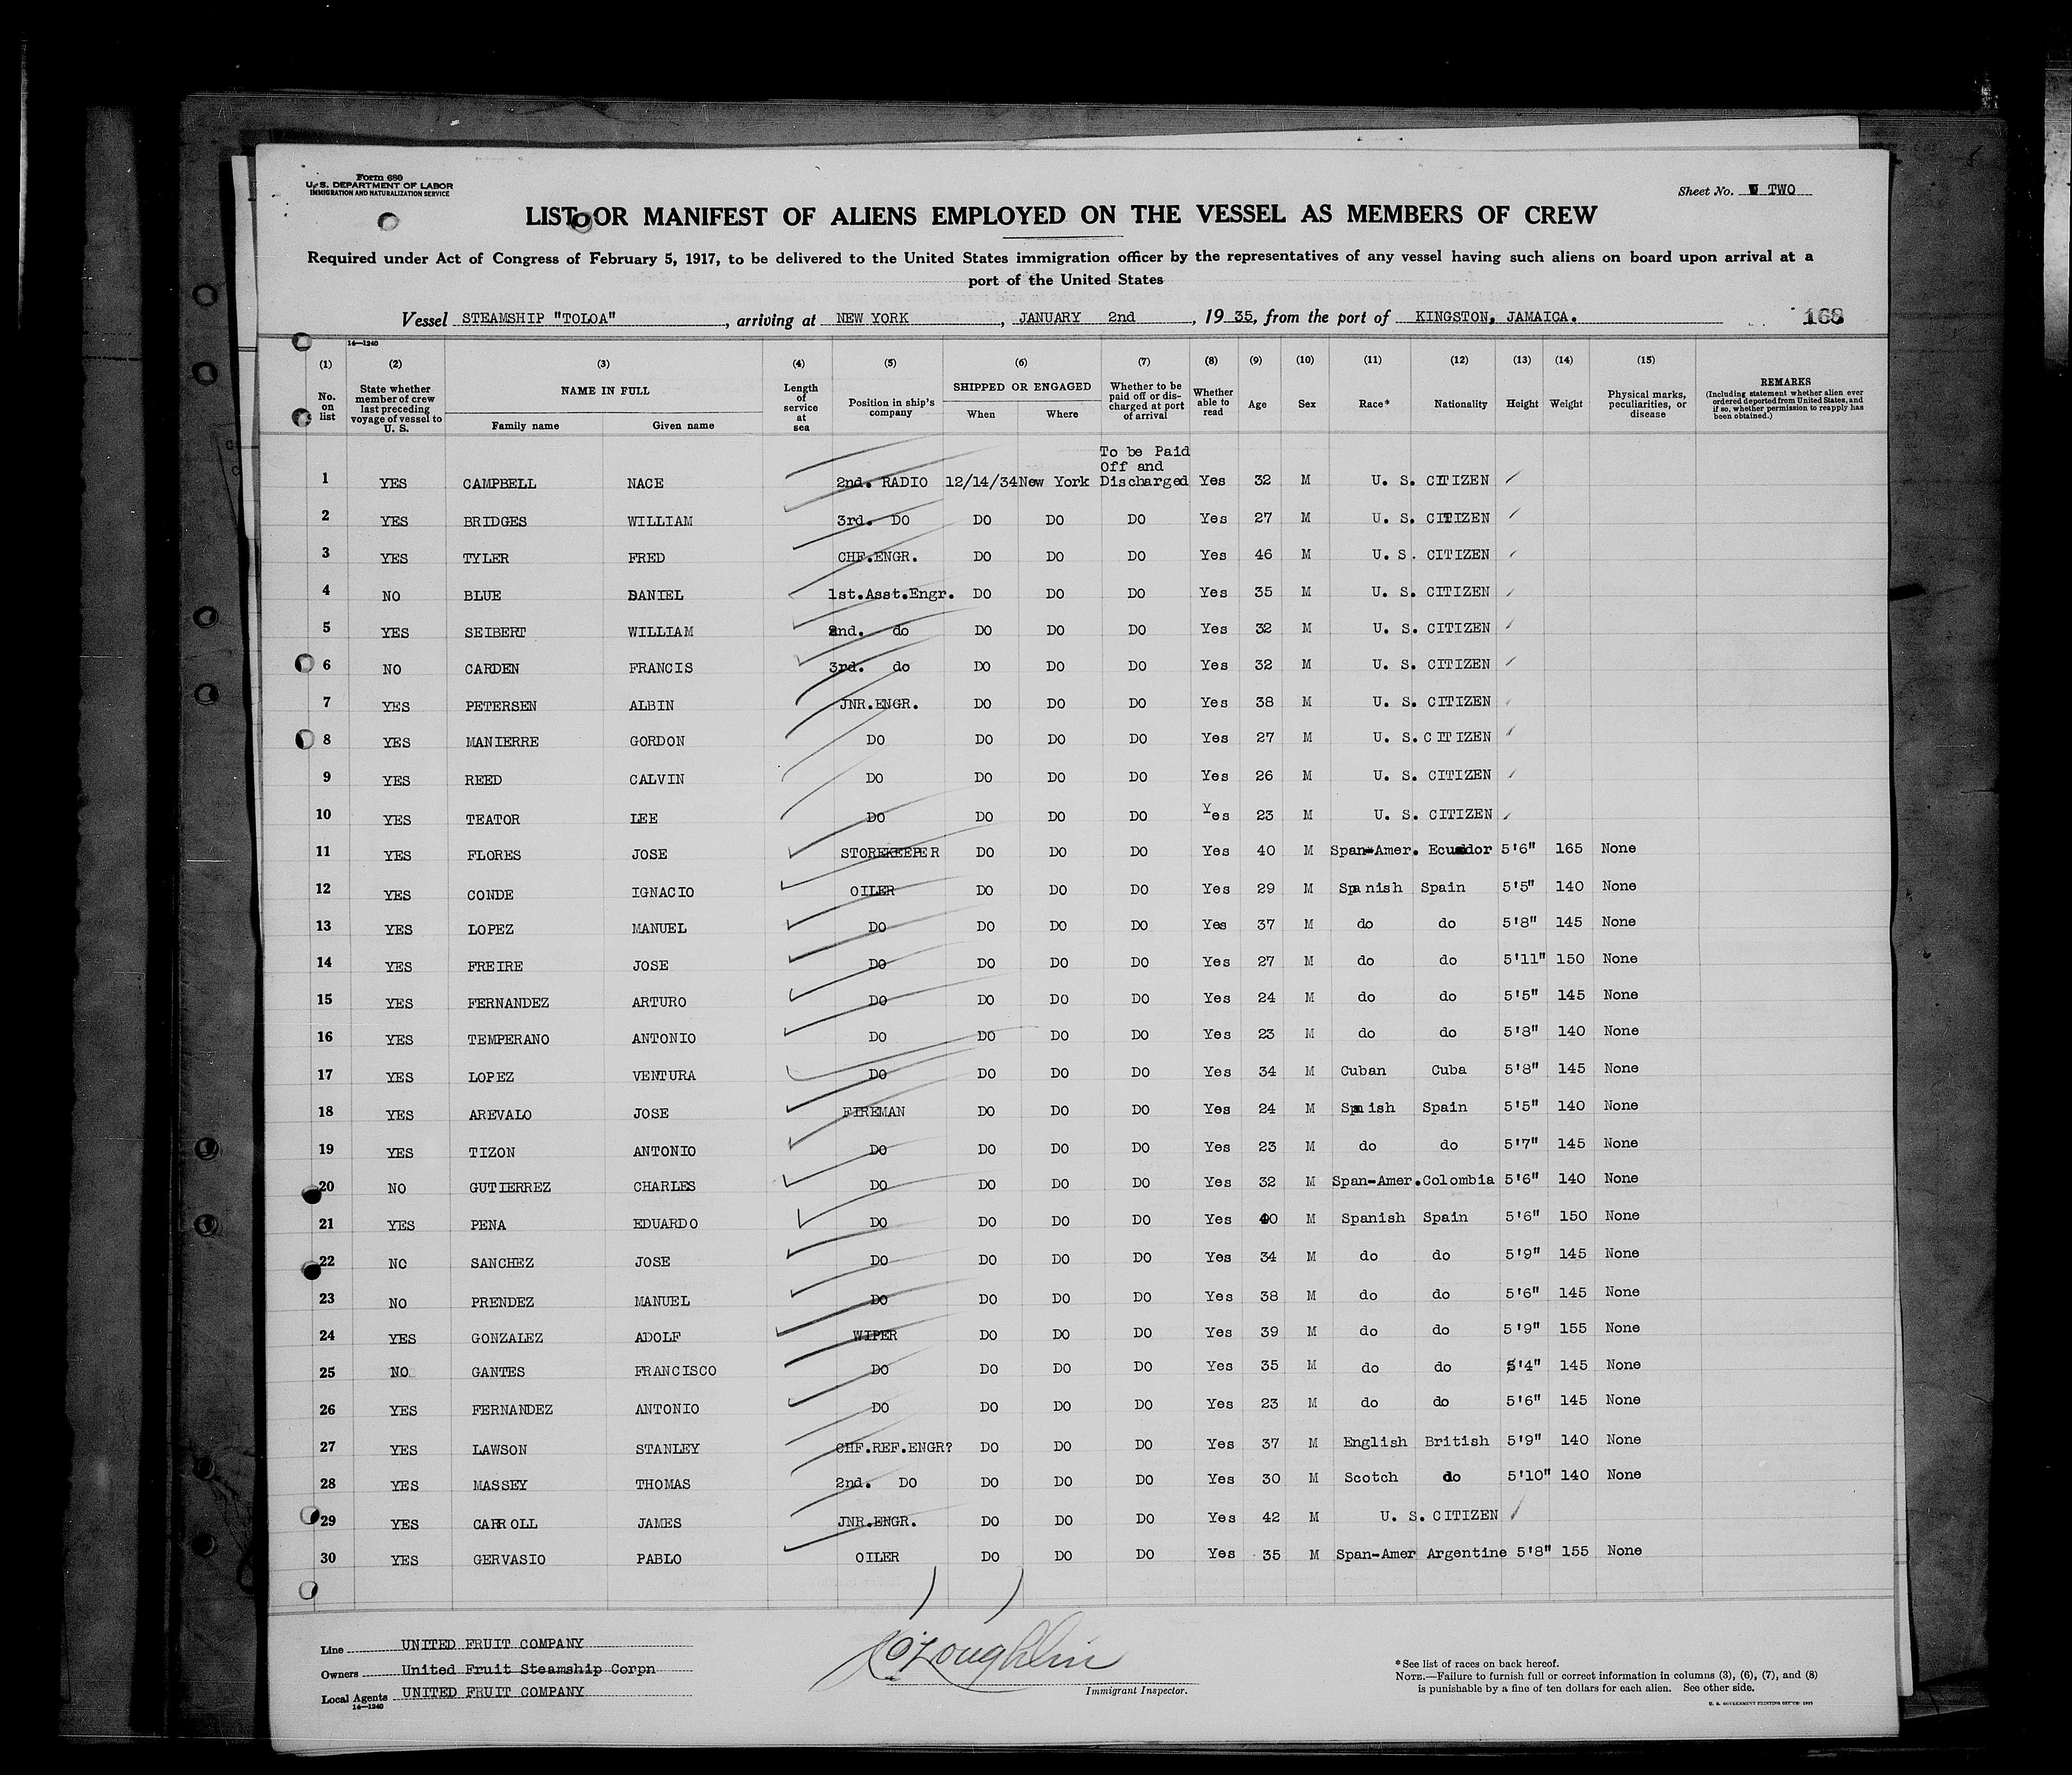 Form 680
U. S. DEPARTMENT OF LABOR
IMMIGRATION AND NATURALIZATION SERVICE
Sheet No. TWO
LIST OR MANIFEST OF ALIENS EMPLOYED ON THE VESSEL AS MEMBERS OF CREW
Required under Act of Congress of February 5, 1917, to be delivered to the United States immigration officer by the representatives of any vessel having such aliens on board upon arrival at a
port of the United States
Vessel STEAMSHIP "TOLOA", arriving at NEW YORK, JANUARY 2nd, 1935, from the port of KINGSTON, JAMAICA. 168
14—1240
(1) (2) (3) (4) (5) (6) (7) (8) (9) (10) (11) (12) (13) (14) (15)
No. on list State whether member of crew last preceding voyage of vessel to U. S. NAME IN FULL Family name Given name Length of service at sea Position in ship's company SHIPPED OR ENGAGED When Where Whether to be paid off or discharged at port of arrival Whether able to read Age Sex Race* Nationality Height Weight Physical marks, peculiarities, or disease REMARKS (Including statement whether alien ever ordered deported from United States, and if so, whether permission to reapply has been obtained.)
1 YES CAMPBELL NACE 2nd. RADIO 12/14/34 New York To be Paid Off and Discharged Yes 32 M U. S. CITIZEN
2 YES BRIDGES WILLIAM 3rd. DO DO DO DO Yes 27 M U. S. CITIZEN
3 YES TYLER FRED CHF.ENGR. DO DO DO Yes 46 M U. S. CITIZEN
4 NO BLUE DANIEL 1st.Asst.Engr. DO DO DO Yes 35 M U. S. CITIZEN
5 YES SEIBERT WILLIAM 2nd. do DO DO DO Yes 32 M U. S. CITIZEN
6 NO CARDEN FRANCIS 3rd. do DO DO DO Yes 32 M U. S. CITIZEN
7 YES PETERSEN ALBIN JNR.ENGR. DO DO DO Yes 38 M U. S. CITIZEN
8 YES MANIERRE GORDON DO DO DO DO Yes 27 M U. S. CITIZEN
9 YES REED CALVIN DO DO DO DO Yes 26 M U. S. CITIZEN
10 YES TEATOR LEE DO DO DO DO Yes 23 M U. S. CITIZEN
11 YES FLORES JOSE STOREKEEPER DO DO DO Yes 40 M Span-Amer. Ecuador 5'6" 165 None
12 YES CONDE IGNACIO OILER DO DO DO Yes 29 M Spanish Spain 5'5" 140 None
13 YES LOPEZ MANUEL DO DO DO DO Yes 37 M do do 5'8" 145 None
14 YES FREIRE JOSE DO DO DO DO Yes 27 M do do 5'11" 150 None
15 YES FERNANDEZ ARTURO DO DO DO DO Yes 24 M do do 5'5" 145 None
16 YES TEMPERANO ANTONIO DO DO DO DO Yes 23 M do do 5'8" 140 None
17 YES LOPEZ VENTURA DO DO DO DO Yes 34 M Cuban Cuba 5'8" 145 None
18 YES AREVALO JOSE FIREMAN DO DO DO Yes 24 M Spanish Spain 5'5" 140 None
19 YES TIZON ANTONIO DO DO DO DO Yes 23 M do do 5'7" 145 None
20 NO GUTIERREZ CHARLES DO DO DO DO Yes 32 M Span-Amer. Colombia 5'6" 140 None
21 YES PENA EDUARDO DO DO DO DO Yes 40 M Spanish Spain 5'6" 150 None
22 NO SANCHEZ JOSE DO DO DO DO Yes 34 M do do 5'9" 145 None
23 NO PRENDEZ MANUEL DO DO DO DO Yes 38 M do do 5'6" 145 None
24 YES GONZALEZ ADOLF WIPER DO DO DO Yes 39 M do do 5'9" 155 None
25 NO GANTES FRANCISCO DO DO DO DO Yes 35 M do do 5'4" 145 None
26 YES FERNANDEZ ANTONIO DO DO DO DO Yes 23 M do do 5'6" 145 None
27 YES LAWSON STANLEY CHF.REF.ENGR? DO DO DO Yes 37 M English British 5'9" 140 None
28 YES MASSEY THOMAS 2nd. DO DO DO DO Yes 30 M Scotch do 5'10" 140 None
29 YES CARROLL JAMES JNR.ENGR. DO DO DO Yes 42 M U. S. CITIZEN
30 YES GERVASIO PABLO OILER DO DO DO Yes 35 M Span-Amer Argentine 5'8" 155 None
Line UNITED FRUIT COMPANY
Owners United Fruit Steamship Corpn
Local Agents UNITED FRUIT COMPANY
14—1240
O'Loughlin
Immigrant Inspector.
*See list of races on back hereof.
NOTE.—Failure to furnish full or correct information in columns (3), (6), (7), and (8)
is punishable by a fine of ten dollars for each alien. See other side.